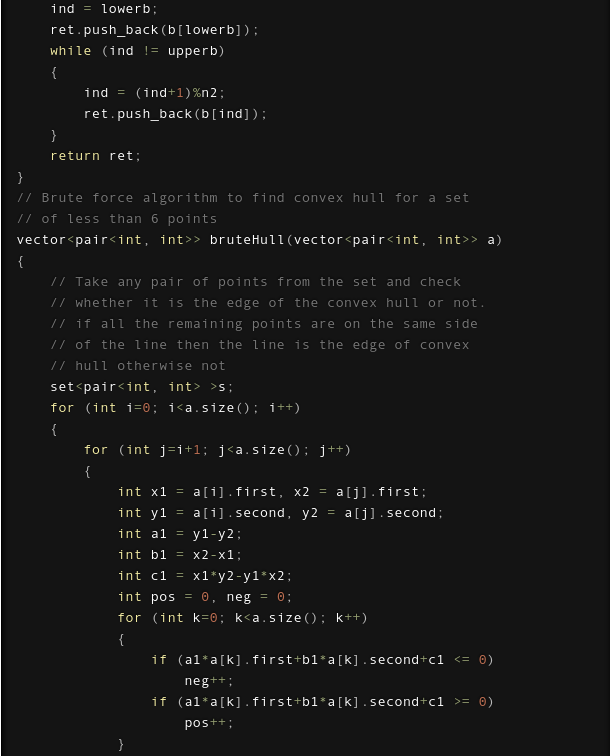 ind = lowerb;
ret.push_back(b[lowerb]);
while (ind != upperb)
{
ind = (ind+1)%n2;
ret.push_back(b[ind]);
}
return ret;
}
// Brute force algorithm to find convex hull for a set
// of less than 6 points
vector<pair<int, int>> bruteHull(vector<pair<int, int>> a)
{
// Take any pair of points from the set and check
// whether it is the edge of the convex hull or not.
// if all the remaining points are on the same side
// of the line then the line is the edge of convex
// hull otherwise not
set<pair<int, int> >s;
for (int i=0; i<a.size(); i++)
{
for (int j=i+1; j<a.size(); j++)
{
int x1 = a[i].first, x2 = a[j].first;
int y1 = a[i].second, y2 = a[j].second;
int a1 = y1-y2;
int b1 = x2-x1;
int c1 = x1*y2-y1*x2;
int pos = 0, neg = 0;
for (int k=0; k<a.size(); k++)
{
if (a1*a[k].first+b1*a[k].second+c1 <= 0)
neg++;
if (a1*a[k].first+b1*a[k].second+c1 >= 0)
pos++;
}